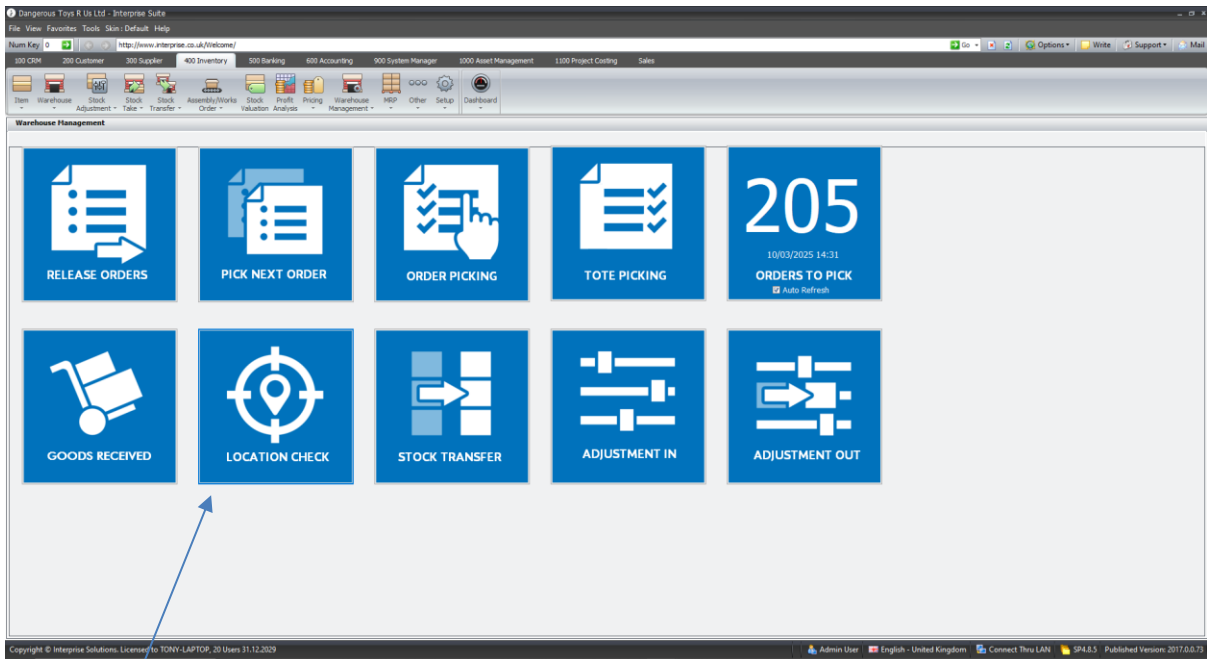 Dangerous Toys R Us Ltd - Interprise Suite
File View Favorites Tools Skin : Default Help
Num Key 0 http://www.interprise.co.uk/Welcome/ Go Options Write Support Mail
100 CRM 200 Customer 300 Supplier 400 Inventory 500 Banking 600 Accounting 900 System Manager 1000 Asset Management 1100 Project Costing Sales
Item Warehouse Stock Adjustment Stock Take Stock Transfer Assembly/Works Order Stock Valuation Profit Analysis Pricing Warehouse Management MRP Other Setup Dashboard
Warehouse Management
205
10/03/2025 14:31
RELEASE ORDERS PICK NEXT ORDER ORDER PICKING TOTE PICKING ORDERS TO PICK
Auto Refresh
GOODS RECEIVED LOCATION CHECK STOCK TRANSFER ADJUSTMENT IN ADJUSTMENT OUT
Copyright © Interprise Solutions. Licensed to TONY-LAPTOP, 20 Users 31.12.2029 Admin User English - United Kingdom Connect Thru LAN SP4.8.5 Published Version: 2017.0.0.73